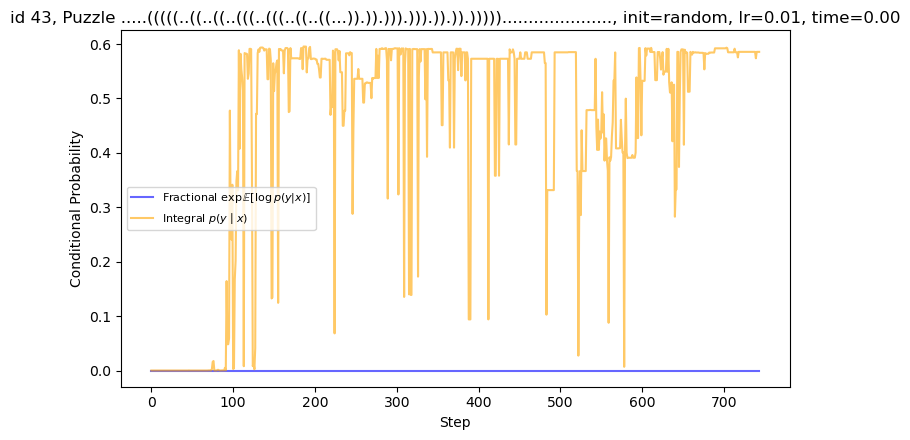 id 43, Puzzle .....(((((..((..((..(((..(((..((..((...)).)).))).))).)).)).)))))....................., init=random, lr=0.01, time=0.00
0.6
0.5
0.4
0.3
0.2
0.1
0.0
Conditional Probability
Fractional exp𝔼[log p(y|x)]
Integral p(y | x)
0 100 200 300 400 500 600 700
Step